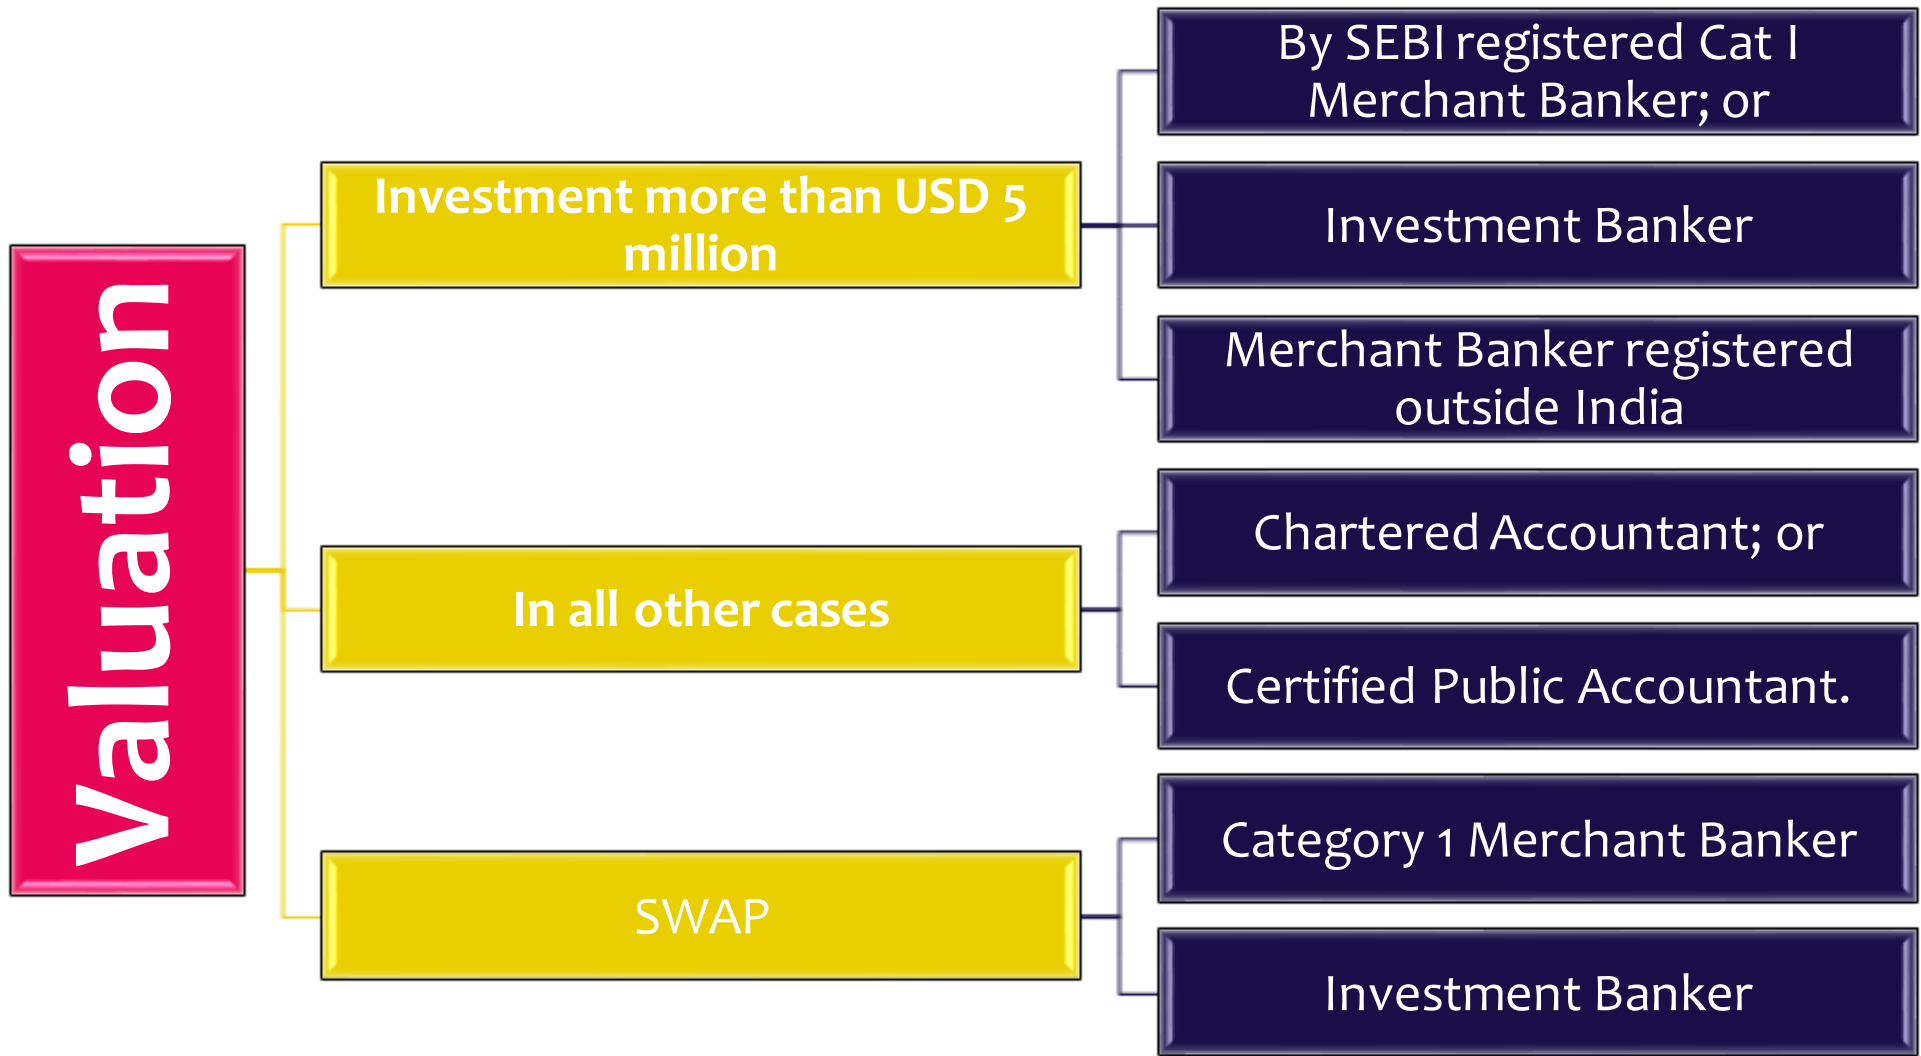 Valuation
Investment more than USD 5
million
By SEBI registered Cat I
Merchant Banker; or
Investment Banker
Merchant Banker registered
outside India
In all other cases
Chartered Accountant; or
Certified Public Accountant.
SWAP
Category 1 Merchant Banker
Investment Banker